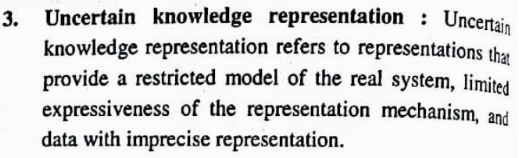 3. Uncertain knowledge representation : Uncertain
knowledge representation refers to representations that
provide a restricted model of the real system, limited
expressiveness of the representation mechanism, and
data with imprecise representation.